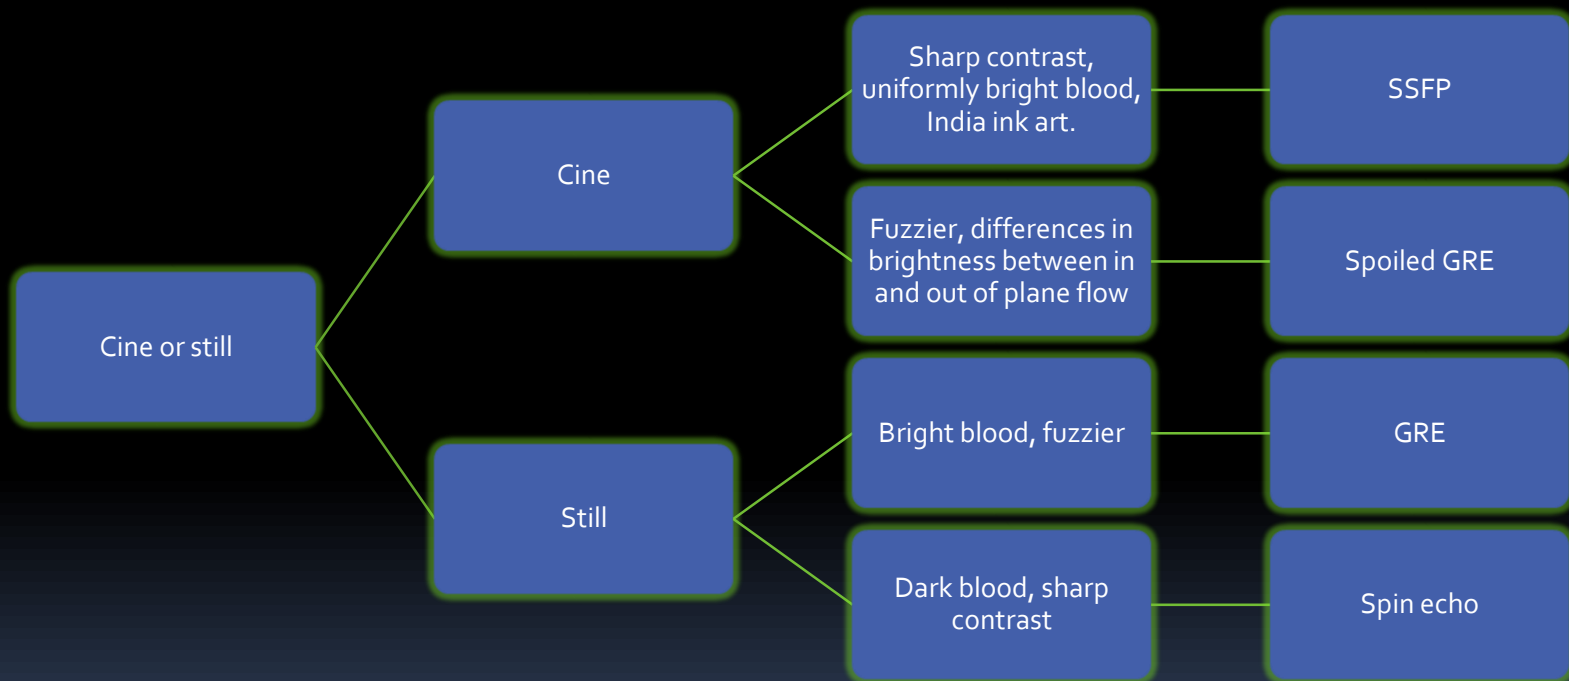 Cine or still
Cine
Still
Sharp contrast,
uniformly bright blood,
India ink art.
Fuzzier, differences in
brightness between in
and out of plane flow
Bright blood, fuzzier
Dark blood, sharp
contrast
SSFP
Spoiled GRE
GRE
Spin echo